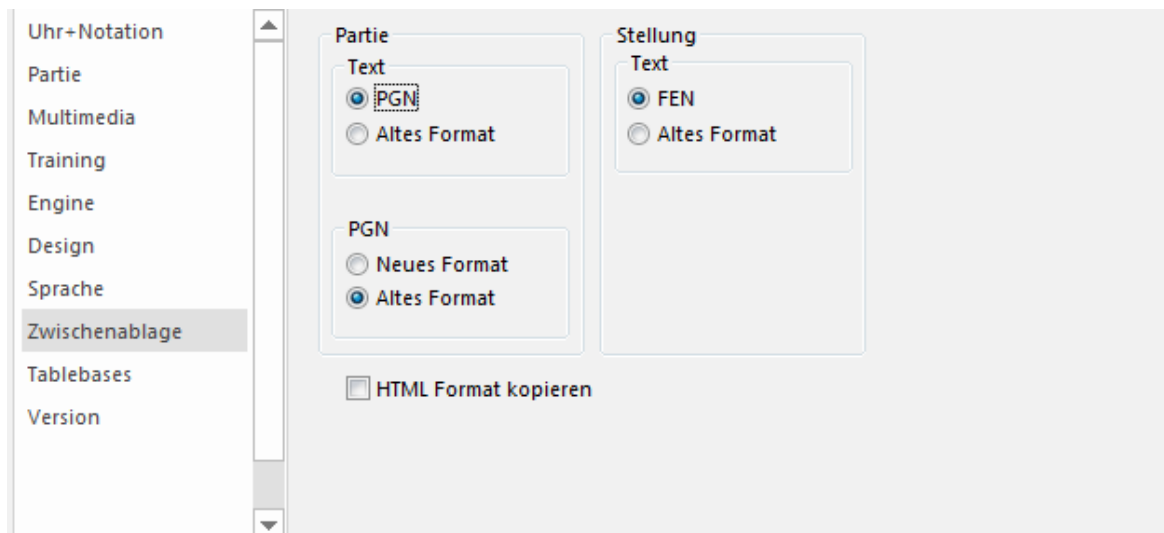 Uhr+Notation
Partie
Multimedia
Training
Engine
Design
Sprache
Zwischenablage
Tablebases
Version
Partie
Text
PGN
Altes Format
PGN
Neues Format
Altes Format
Stellung
Text
FEN
Altes Format
HTML Format kopieren